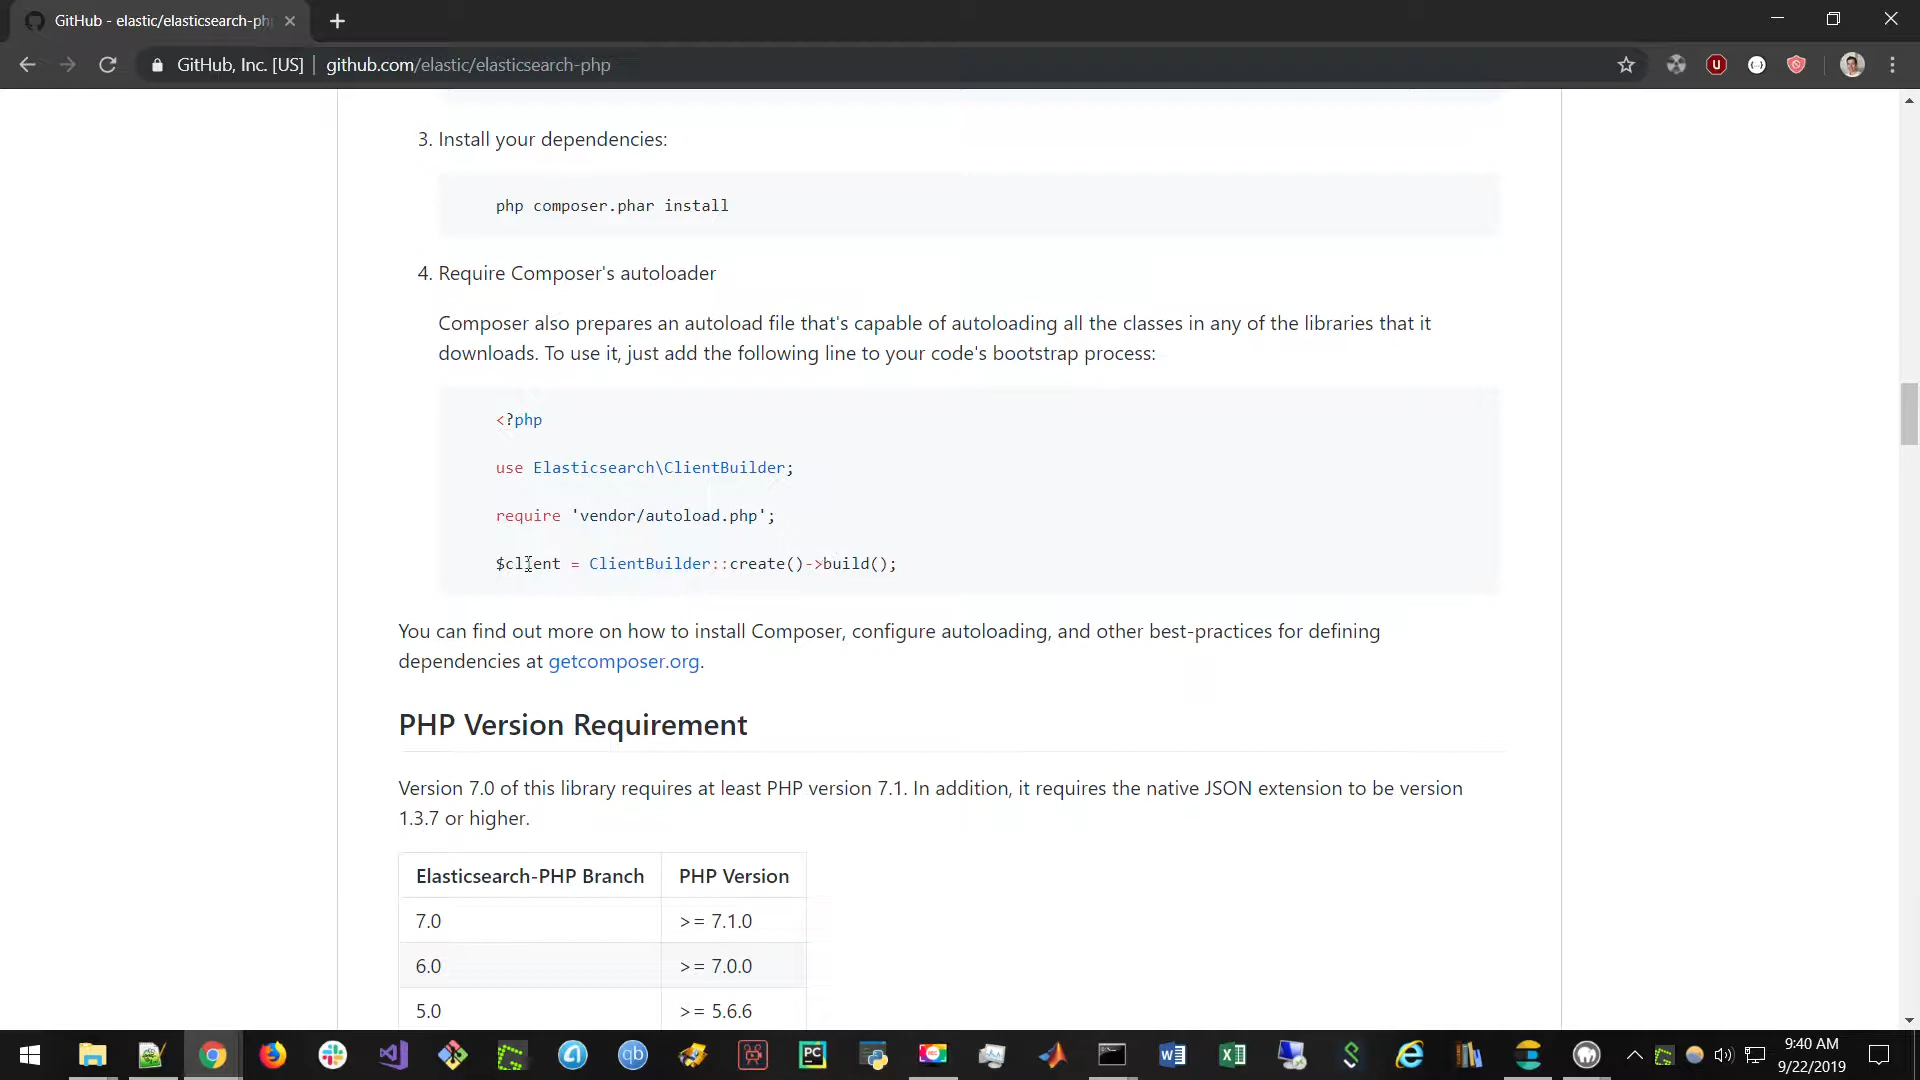 GitHub - elastic/elasticsearch-ph
GitHub, Inc. [US] | github.com/elastic/elasticsearch-php
3. Install your dependencies:
php composer.phar install
4. Require Composer's autoloader
Composer also prepares an autoload file that's capable of autoloading all the classes in any of the libraries that it
downloads. To use it, just add the following line to your code's bootstrap process:
<?php
use Elasticsearch\ClientBuilder;
require 'vendor/autoload.php';
$client = ClientBuilder::create()->build();
You can find out more on how to install Composer, configure autoloading, and other best-practices for defining
dependencies at getcomposer.org.
PHP Version Requirement
Version 7.0 of this library requires at least PHP version 7.1. In addition, it requires the native JSON extension to be version
1.3.7 or higher.
Elasticsearch-PHP Branch PHP Version
7.0 >= 7.1.0
6.0 >= 7.0.0
5.0 >= 5.6.6
9:40 AM
9/22/2019